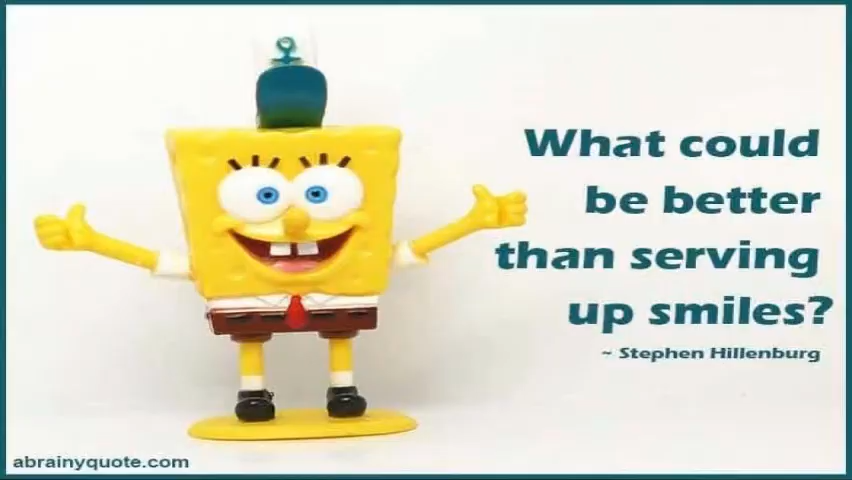 What could
be better
than serving
up smiles?
~ Stephen Hillenburg
abrainyquote.com